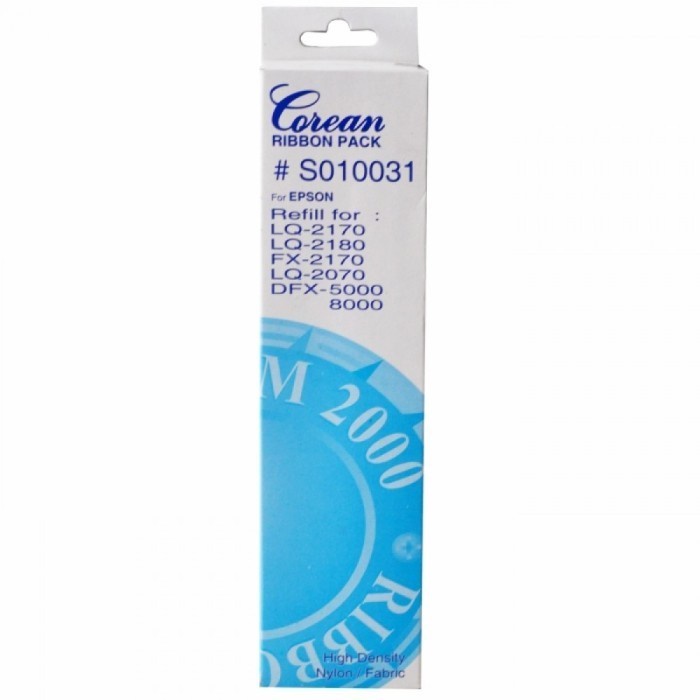 Corean
RIBBON PACK
# S010031
For EPSON
Refill for :
LQ-2170
LQ-2180
FX-2170
LQ-2070
DFX-5000
8000
M 2000
RIBBO
High Density
Nylon / Fabric